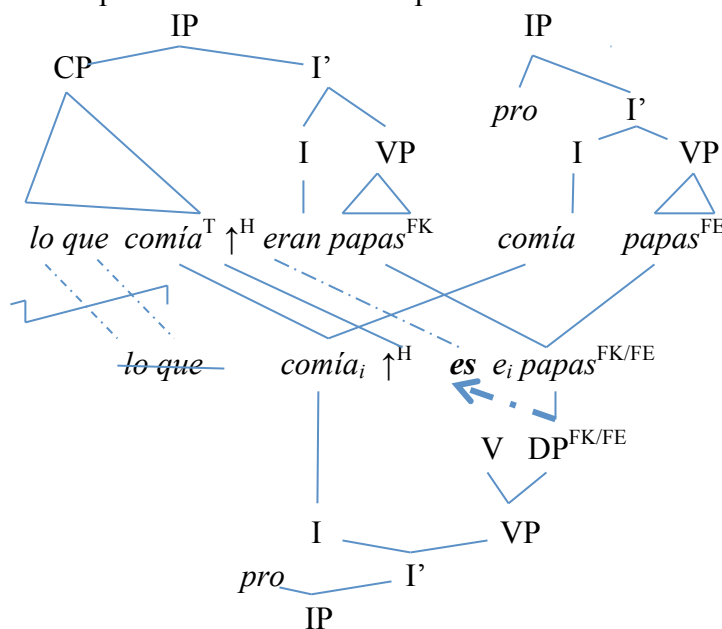 IP IP
CP I’
pro I’
I VP I VP
lo que comíaᵀ ↑ᴴ eran papasᶠᴷ comía papasᶠᴱ
lo que comíaᵢ ↑ᴴ es eᵢ papasᶠᴷ/ᶠᴱ
V DPᶠᴷ/ᶠᴱ
I VP
pro I’
IP